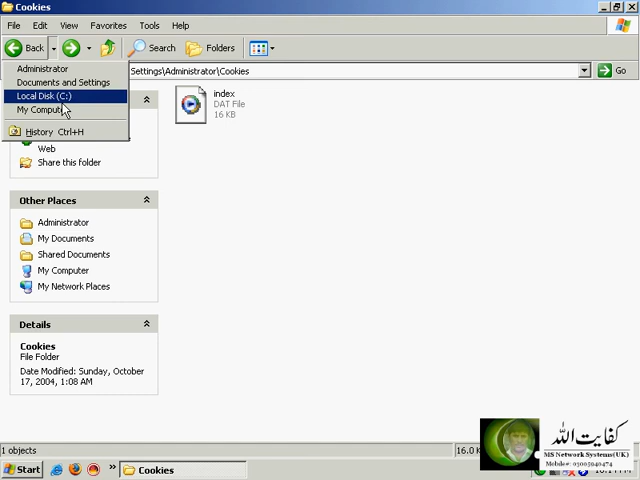 Cookies
File Edit View Favorites Tools Help
Back Search Folders
Settings\Administrator\Cookies Go
Administrator
Documents and Settings
Local Disk (C:)
My Computer
History Ctrl+H
Web
Share this folder
index
DAT File
16 KB
Other Places
Administrator
My Documents
Shared Documents
My Computer
My Network Places
Details
Cookies
File Folder
Date Modified: Sunday, October
17, 2004, 1:08 AM
کفایت اللہ
MS Network Systems(UK)
Mobile# 03005040474
1 objects 16.0
Start » Cookies